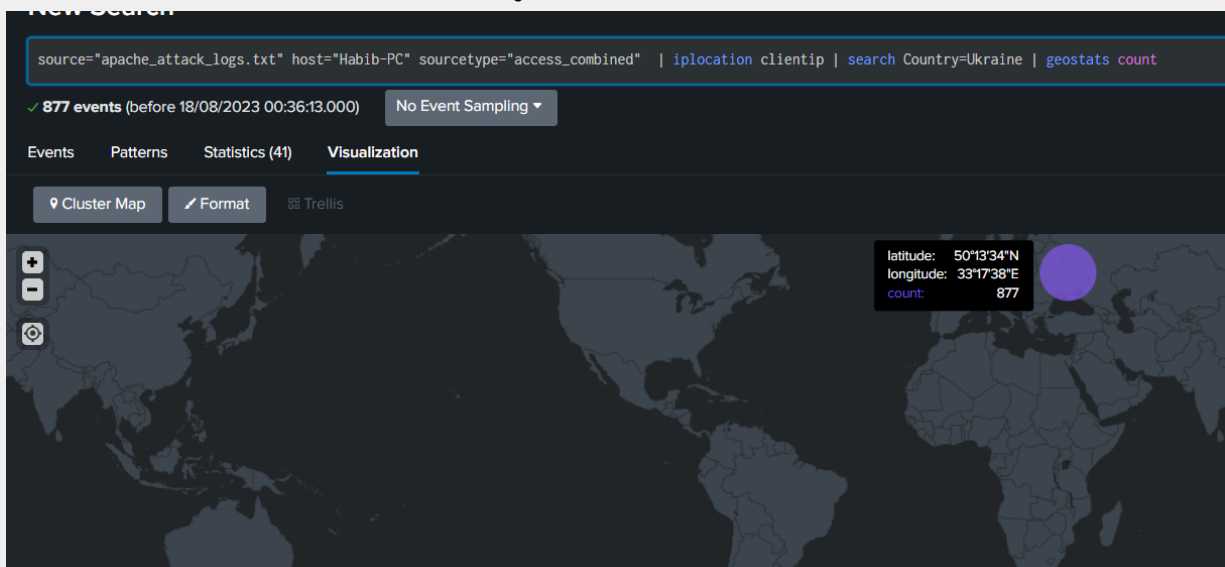 New Search
source="apache_attack_logs.txt" host="Habib-PC" sourcetype="access_combined" | iplocation clientip | search Country=Ukraine | geostats count
877 events (before 18/08/2023 00:36:13.000) No Event Sampling
Events Patterns Statistics (41) Visualization
Cluster Map Format Trellis
latitude: 50°13'34"N
longitude: 33°17'38"E
count: 877